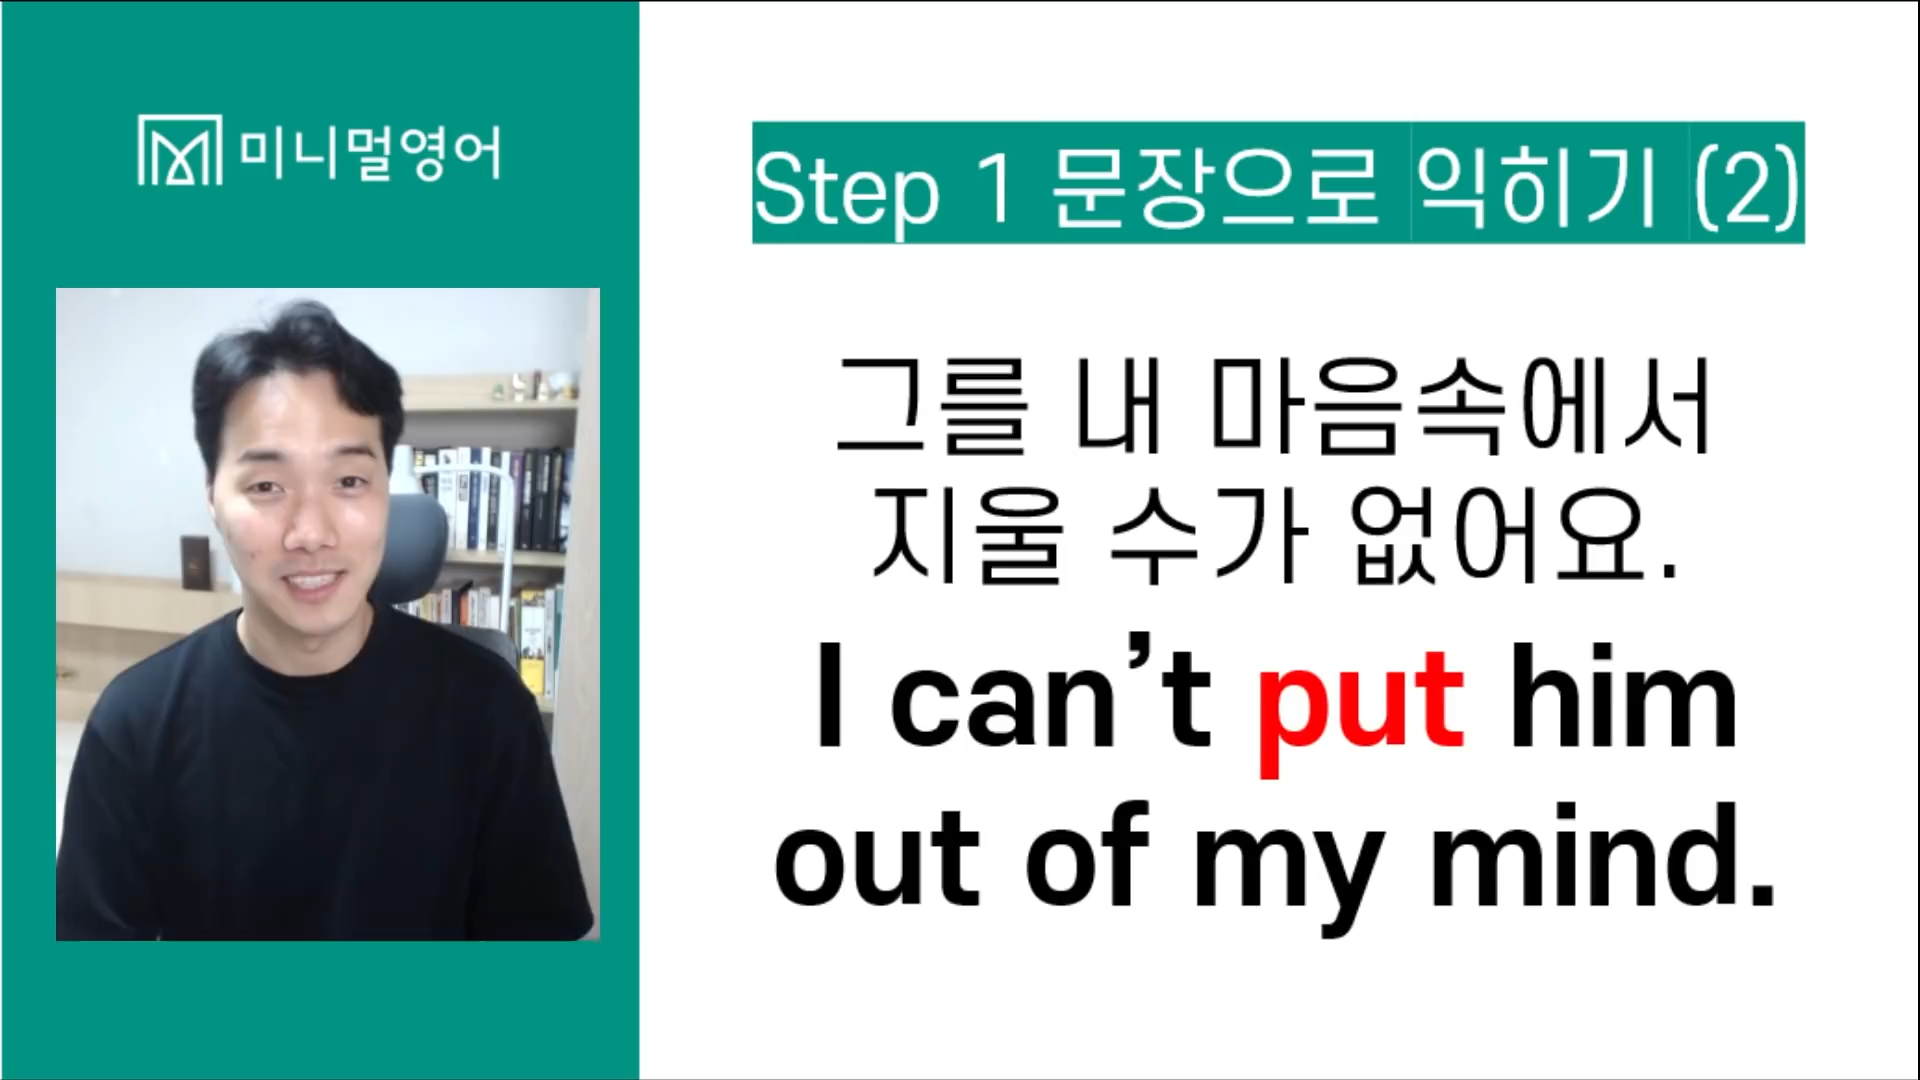 미니멀영어
Step 1 문장으로 익히기 (2)
그를 내 마음속에서
지울 수가 없어요.
I can’t put him
out of my mind.